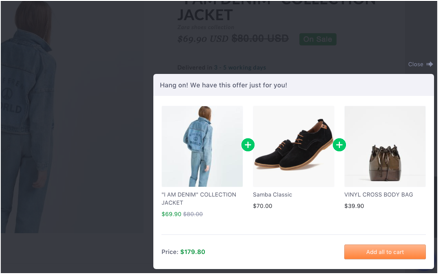 "I AM DENIM" COLLECTION
JACKET
$69.90 USD $80.00 USD
On Sale
Close
Hang on! We have this offer just for you!
"I AM DENIM" COLLECTION
JACKET
$69.90 $80.00
Samba Classic
$70.00
VINYL CROSS BODY BAG
$39.90
Price: $179.80
Add all to cart